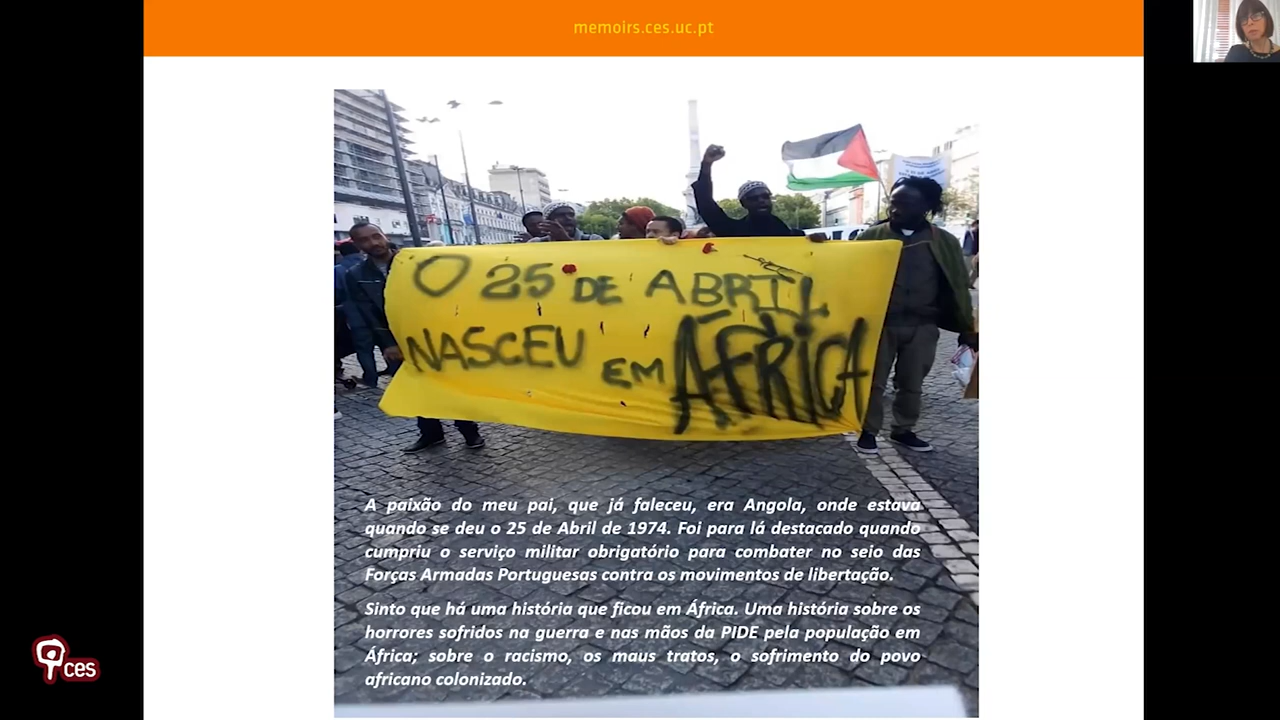 memoirs.ces.uc.pt
O 25 DE ABRIL
NASCEU EM ÁFRICA
A paixão do meu pai, que já faleceu, era Angola, onde estava
quando se deu o 25 de Abril de 1974. Foi para lá destacado quando
cumpriu o serviço militar obrigatório para combater no seio das
Forças Armadas Portuguesas contra os movimentos de libertação.
Sinto que há uma história que ficou em África. Uma história sobre os
horrores sofridos na guerra e nas mãos da PIDE pela população em
África; sobre o racismo, os maus tratos, o sofrimento do povo
africano colonizado.
ces